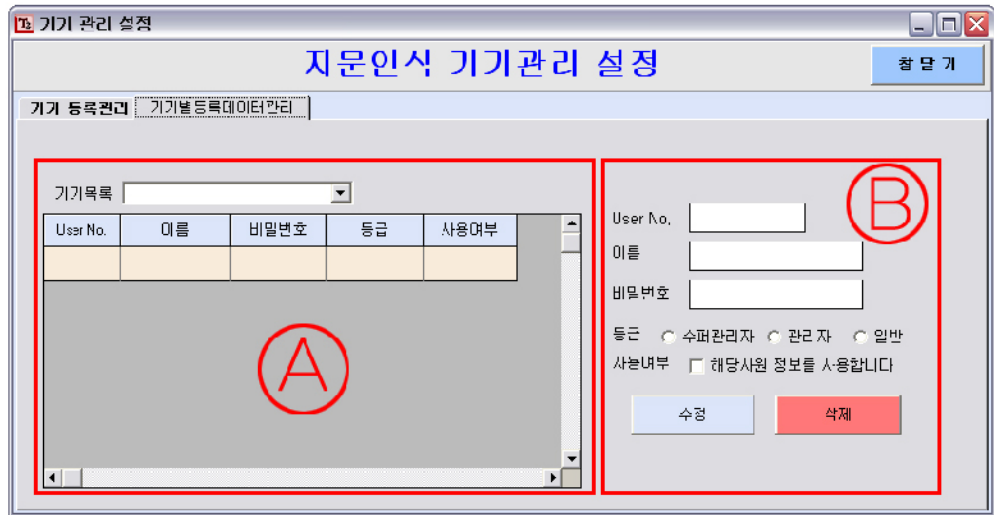 기기 관리 설정
지문인식 기기관리 설정
창 닫 기
기기 등록관리 기기별등록데이터관리
기기목록
User No. 이름 비밀번호 등급 사용여부
A
B
User No.
이름
비밀번호
등급 수퍼관리자 관리자 일반
사용여부 해당사원 정보를 사용합니다
수정 삭제